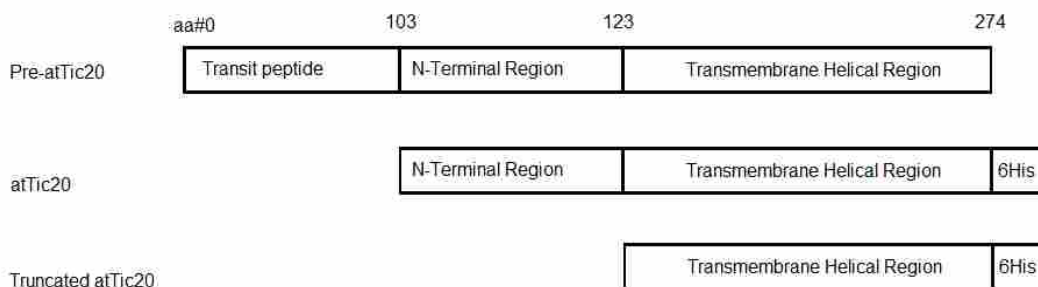 aa#0 103 123 274
Pre-atTic20 Transit peptide N-Terminal Region Transmembrane Helical Region
atTic20 N-Terminal Region Transmembrane Helical Region 6His
Truncated atTic20 Transmembrane Helical Region 6His